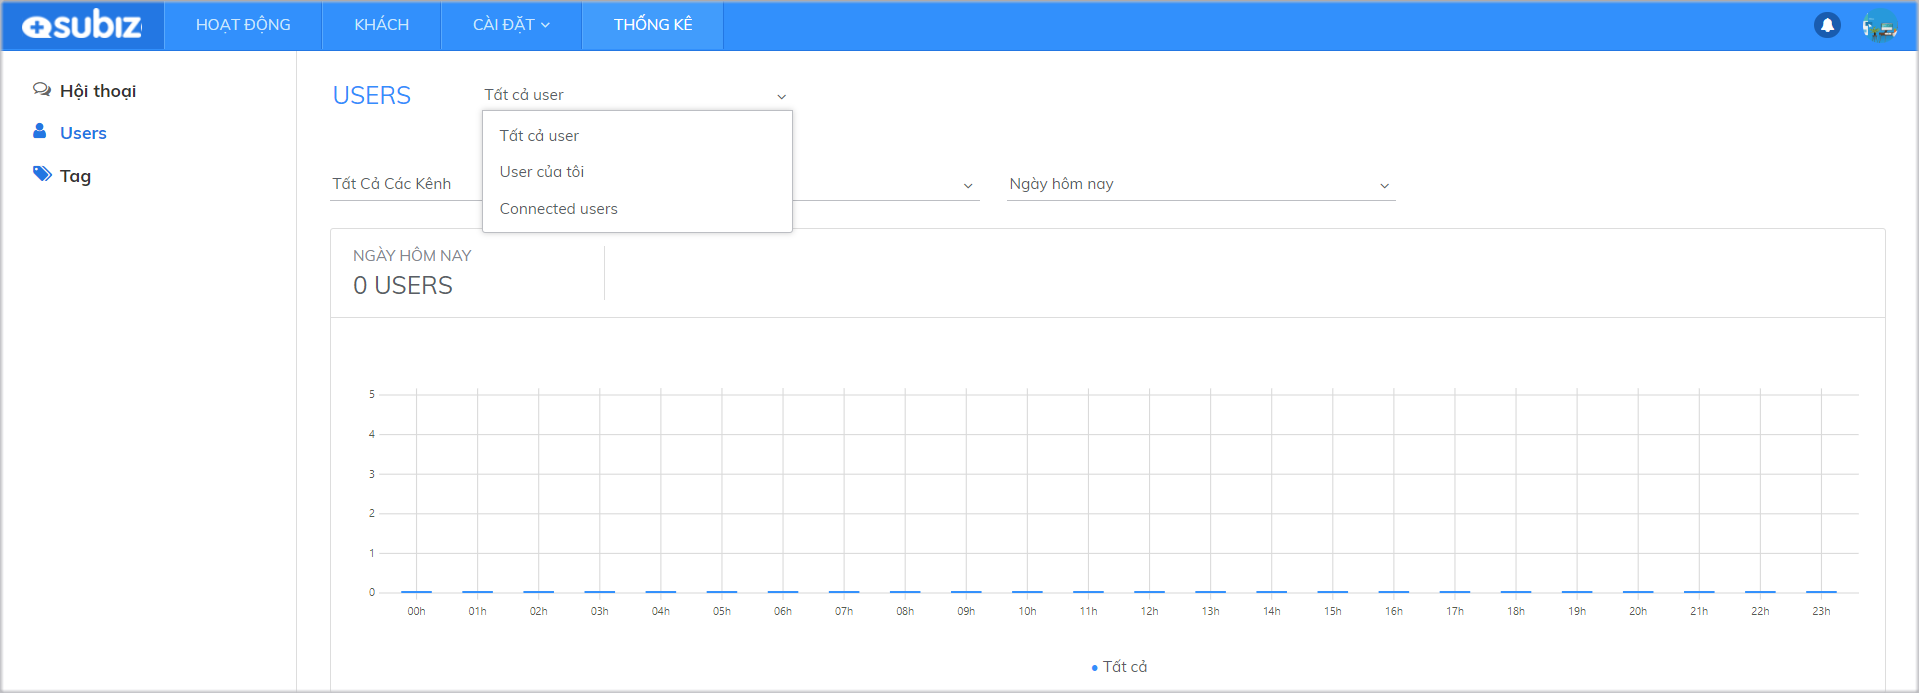 subiz HOẠT ĐỘNG KHÁCH CÀI ĐẶT THỐNG KÊ
Hội thoại
Users
Tag
USERS Tất cả user
Tất cả user
User của tôi
Connected users
Tất Cả Các Kênh Ngày hôm nay
NGÀY HÔM NAY
0 USERS
5
4
3
2
1
0
00h 01h 02h 03h 04h 05h 06h 07h 08h 09h 10h 11h 12h 13h 14h 15h 16h 17h 18h 19h 20h 21h 22h 23h
Tất cả